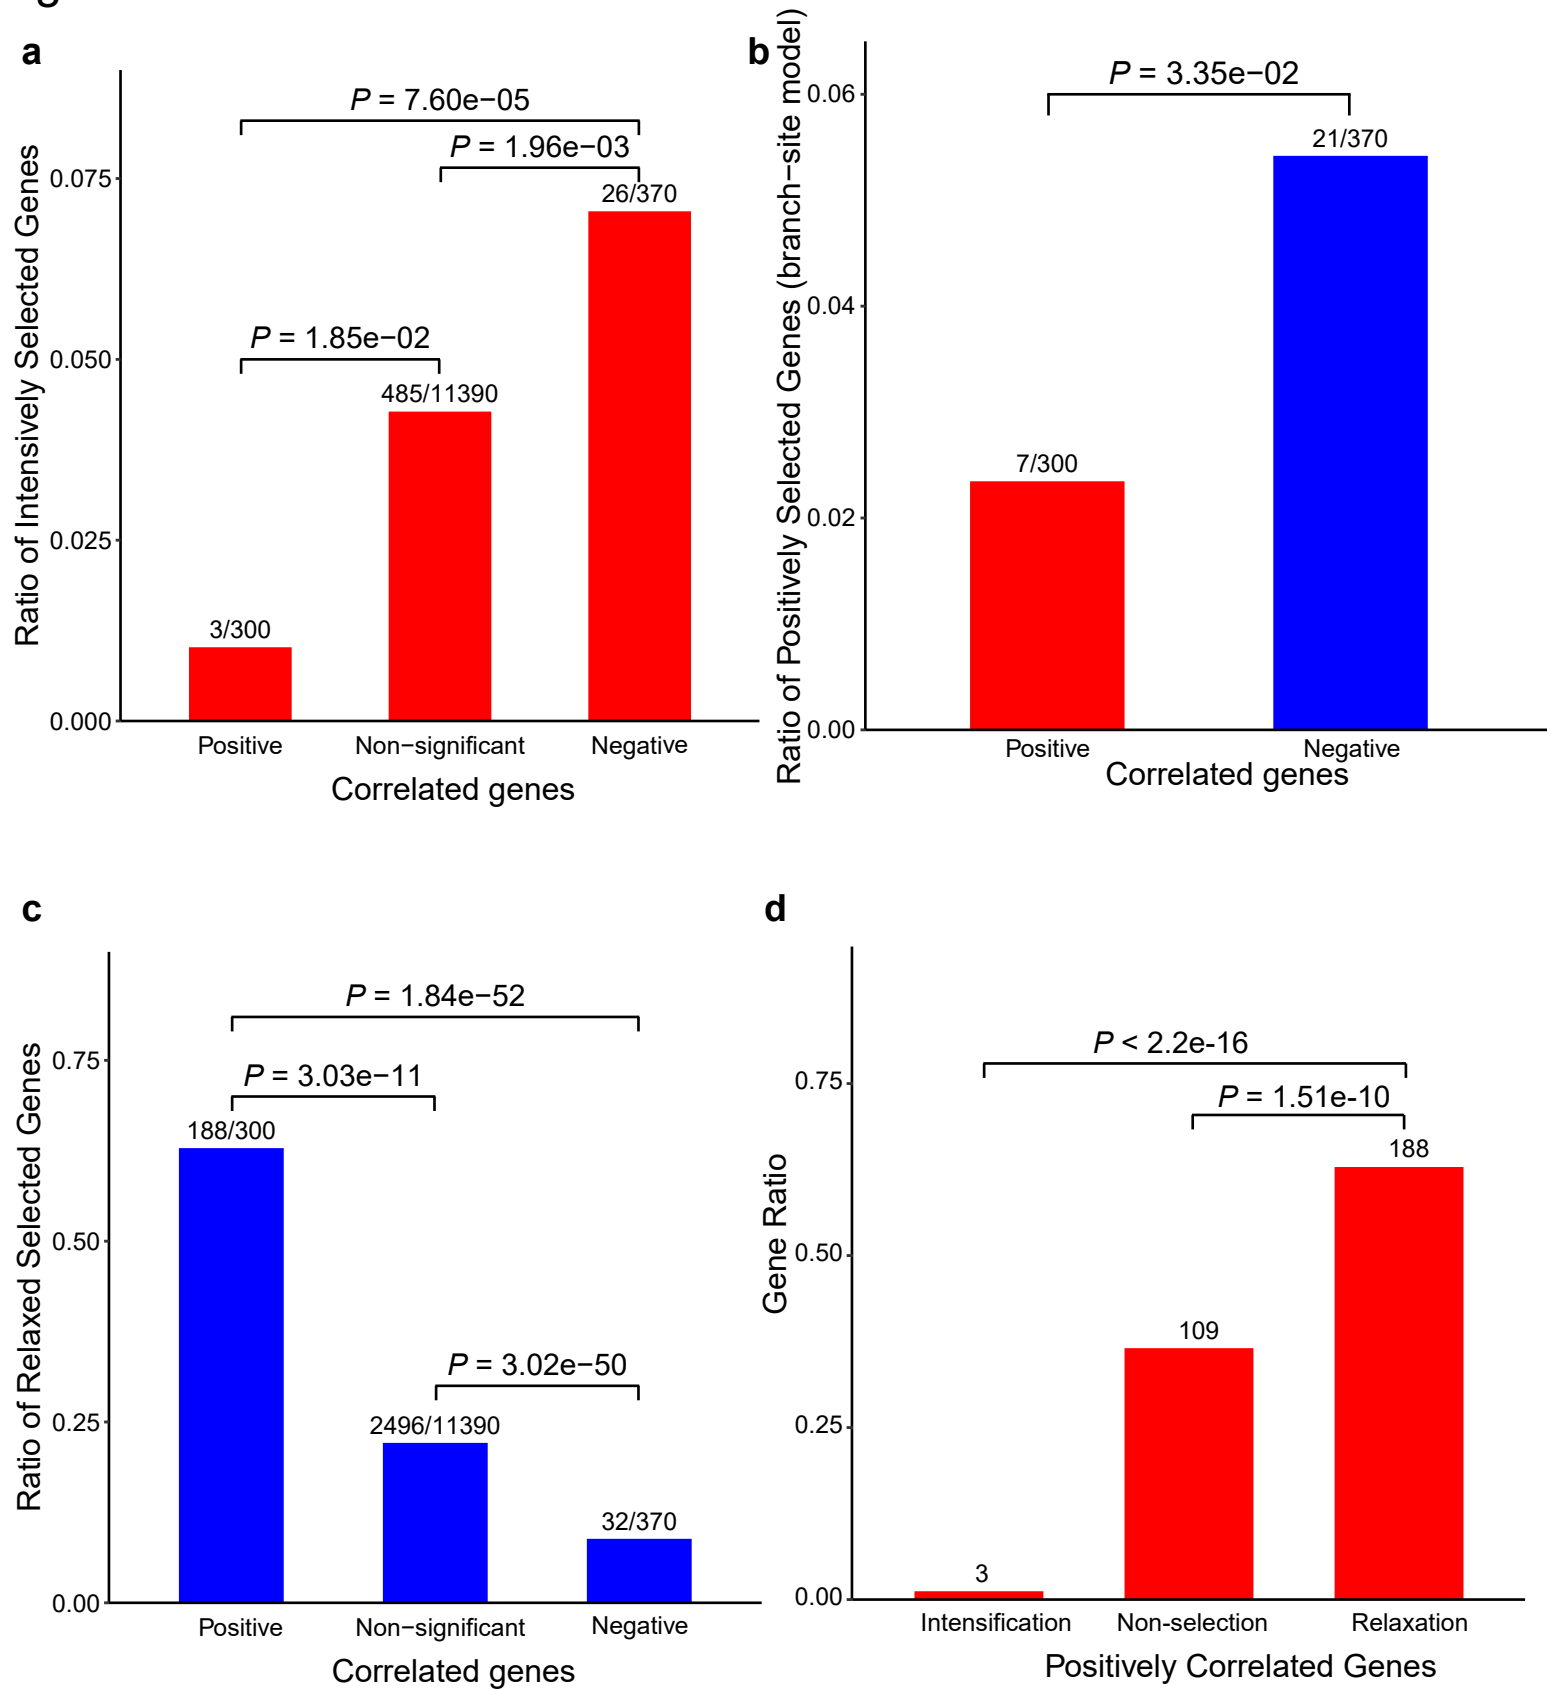 a
P = 7.60e−05
P = 1.96e−03
26/370
P = 1.85e−02
485/11390
3/300
0.075
0.050
0.025
0.000
Ratio of Intensively Selected Genes
Positive
Non−significant
Negative
Correlated genes
b
P = 3.35e−02
21/370
7/300
0.06
0.04
0.02
0.00
Ratio of Positively Selected Genes (branch−site model)
Positive
Negative
Correlated genes
c
P = 1.84e−52
P = 3.03e−11
188/300
P = 3.02e−50
2496/11390
32/370
0.75
0.50
0.25
0.00
Ratio of Relaxed Selected Genes
Positive
Non−significant
Negative
Correlated genes
d
P < 2.2e-16
P = 1.51e-10
188
109
3
0.75
0.50
0.25
0.00
Gene Ratio
Intensification
Non-selection
Relaxation
Positively Correlated Genes